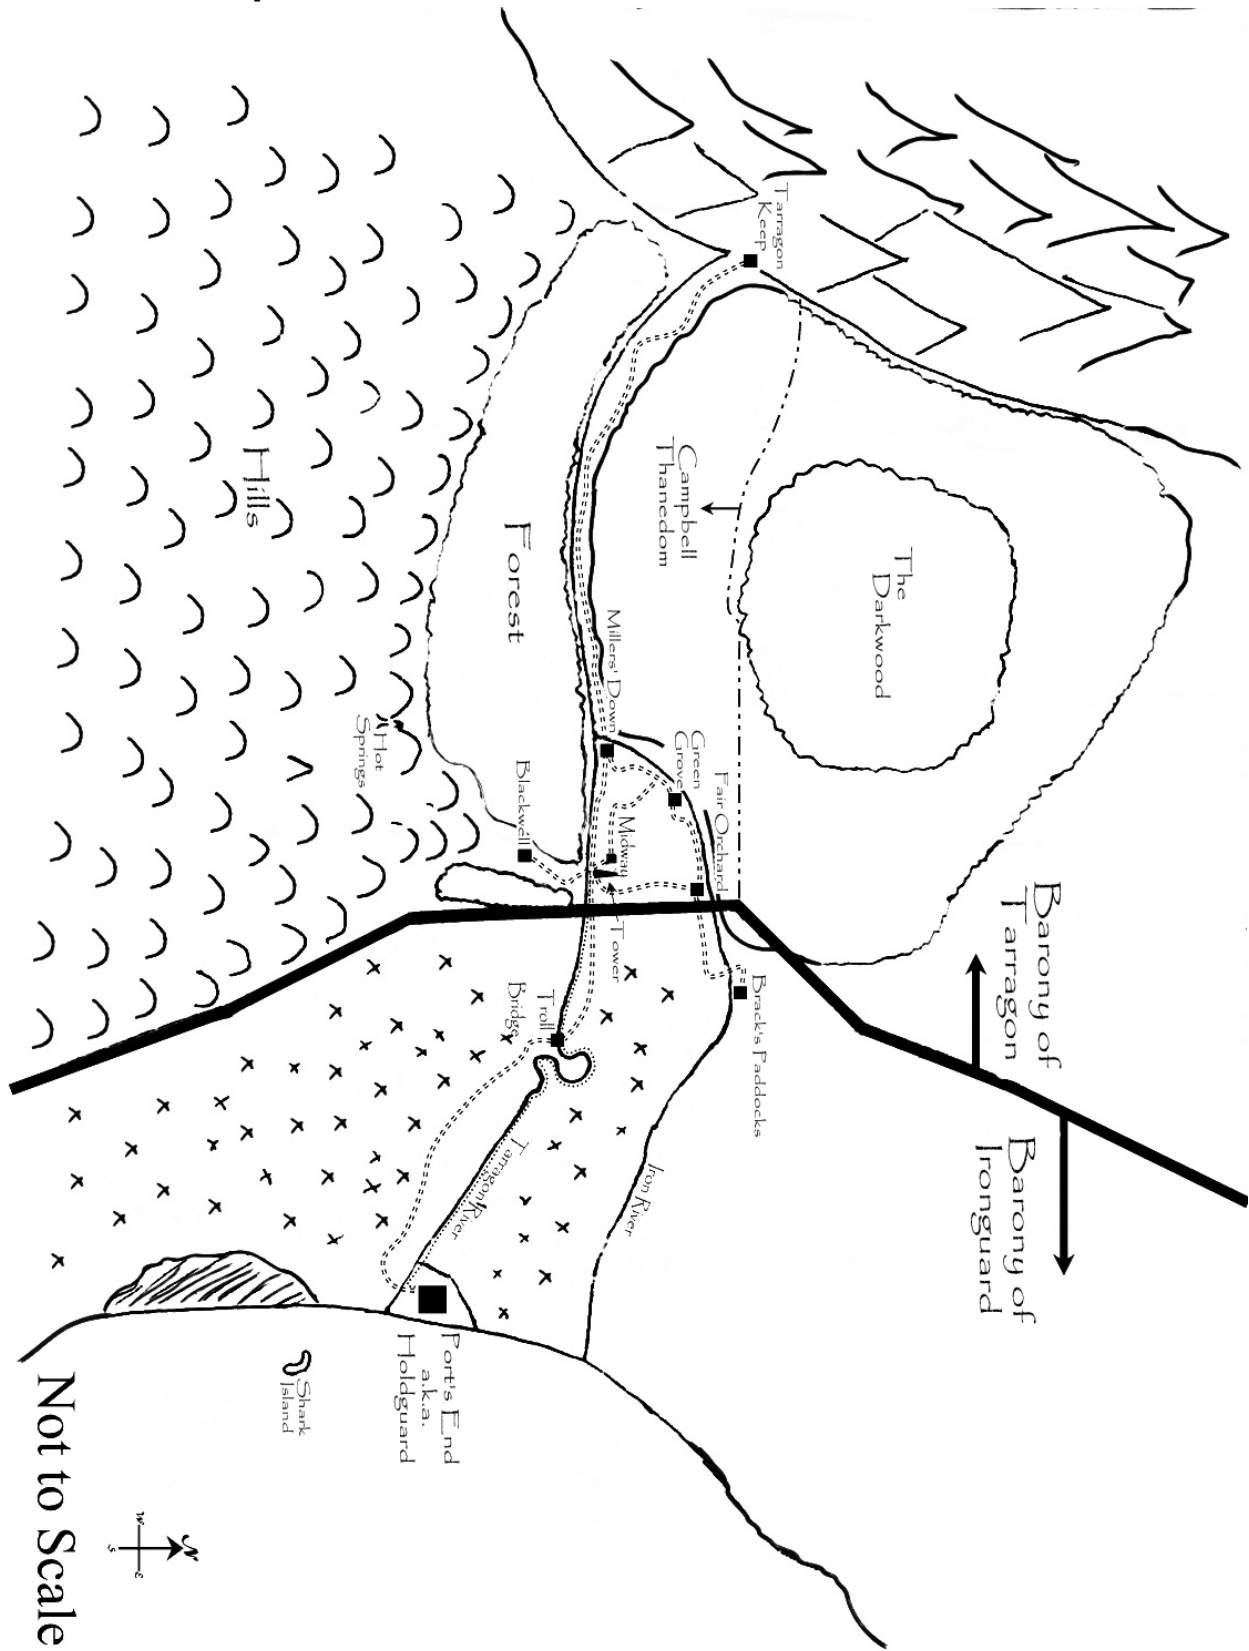 Barony of
Tarragon
Barony of
Ironguard
The
Darkwood
Tarragon
Keep
Brack's Paddocks
Fair Orchard
Green
Grove
Campbell
Thanedom
Iron River
Midway
Tower
Millers' Down
Troll
Bridge
Forest
Blackwell
Tarragon River
Port's End
a.k.a.
Holdguard
Hot
Springs
Shark
Island
Hills
N
W
E
S
Not to Scale